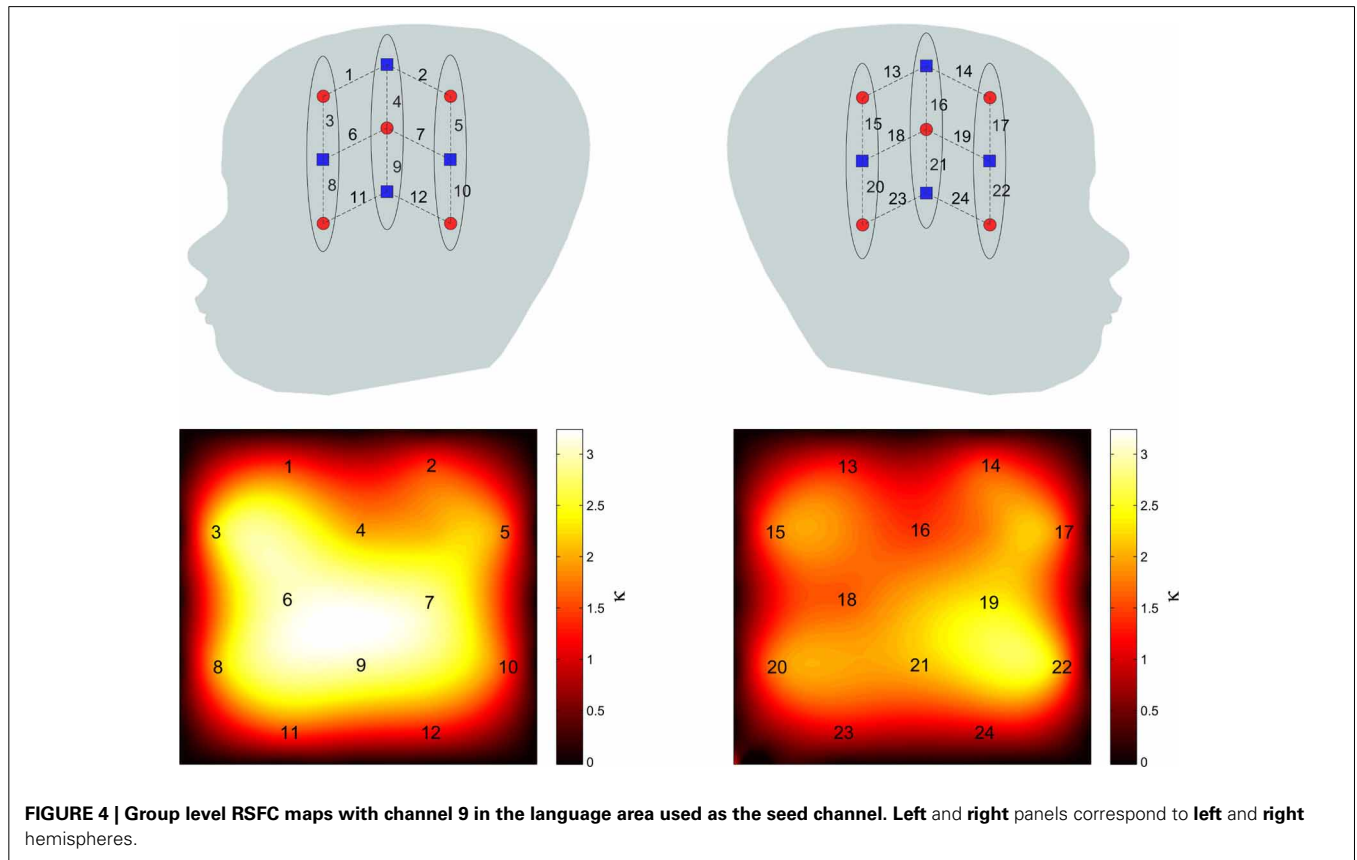 1 2 13 14
4 16
3 5 15 17
6 7 18 19
9 21
8 10 20 22
11 12 23 24
1 2 3 13 14 3
2.5 2.5
3 4 5 2 15 16 17 2
6 7 1.5 κ 18 19 1.5 κ
8 9 10 1 20 21 22 1
0.5 0.5
11 12 23 24
0 0
FIGURE 4 | Group level RSFC maps with channel 9 in the language area used as the seed channel. Left and right panels correspond to left and right
hemispheres.